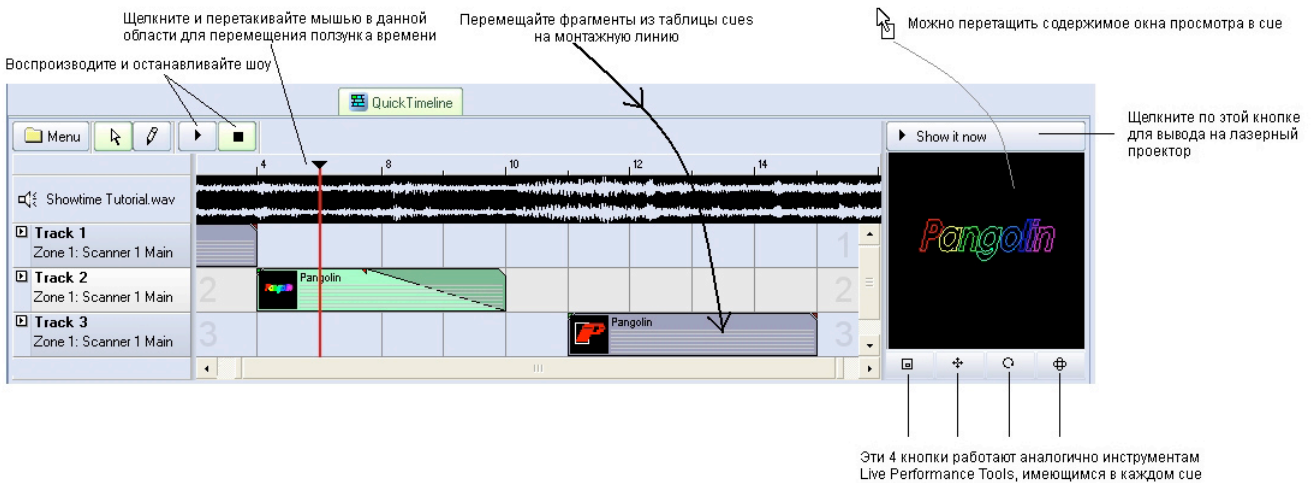 Щелкните и перетакивайте мышью в данной
области для перемещения ползунка времени
Перемещайте фрагменты из таблицы cues
на монтажную линию
Можно перетащить содержимое окна просмотра в cue
Воспроизводите и останавливайте шоу
QuickTimeline
Щелкните по этой кнопке
для вывода на лазерный
проектор
Menu
Show it now
4 8 10 12 14
Showtime Tutorial.wav
Pangolin
Track 1
Zone 1: Scanner 1 Main
1
Track 2
Zone 1: Scanner 1 Main
2
Pangolin
Pangolin
2
Track 3
Zone 1: Scanner 1 Main
3
P
Pangolin
3
Эти 4 кнопки работают аналогично инструментам
Live Performance Tools, имеющимся в каждом cue